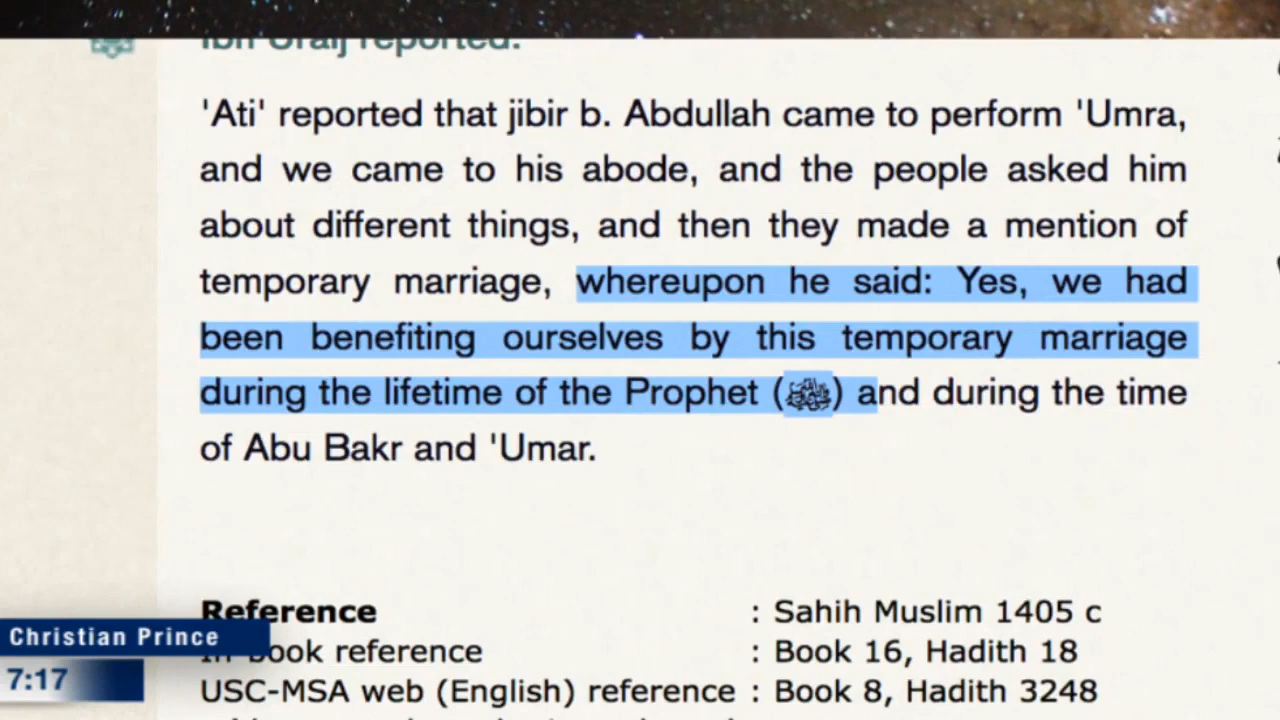 Ibn Uraij reported:
'Ati' reported that jibir b. Abdullah came to perform 'Umra,
and we came to his abode, and the people asked him
about different things, and then they made a mention of
temporary marriage, whereupon he said: Yes, we had
been benefiting ourselves by this temporary marriage
during the lifetime of the Prophet (ﷺ) and during the time
of Abu Bakr and 'Umar.
Reference : Sahih Muslim 1405 c
In-book reference : Book 16, Hadith 18
USC-MSA web (English) reference : Book 8, Hadith 3248
Christian Prince
7:17